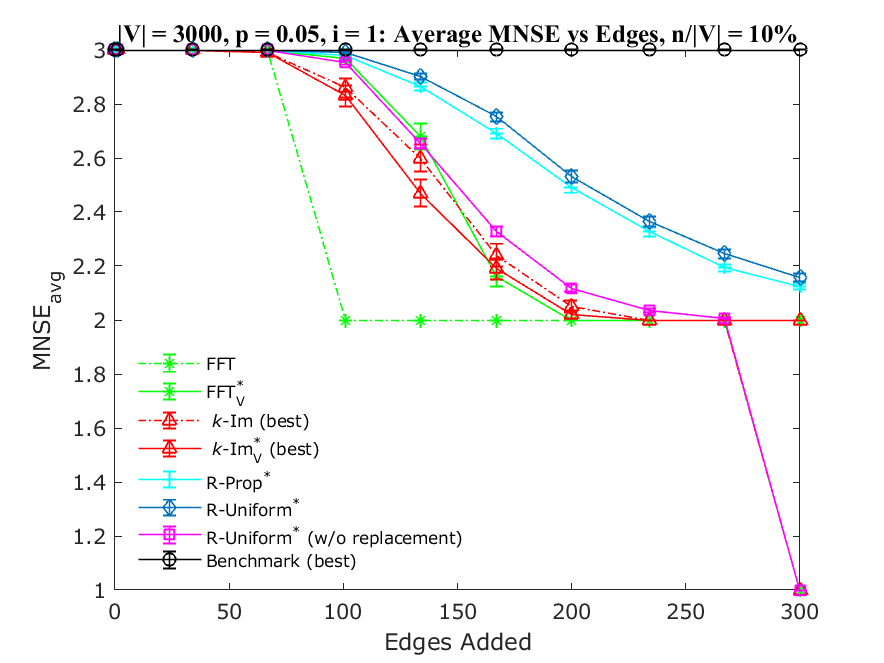 |V| = 3000, p = 0.05, i = 1: Average MNSE vs Edges, n/|V| = 10%
3
2.8
2.6
2.4
2.2
2
1.8
1.6
1.4
1.2
1
MNSE_avg
FFT
FFT*_V
k-Im (best)
k-Im*_V (best)
R-Prop*
R-Uniform*
R-Uniform* (w/o replacement)
Benchmark (best)
0 50 100 150 200 250 300
Edges Added